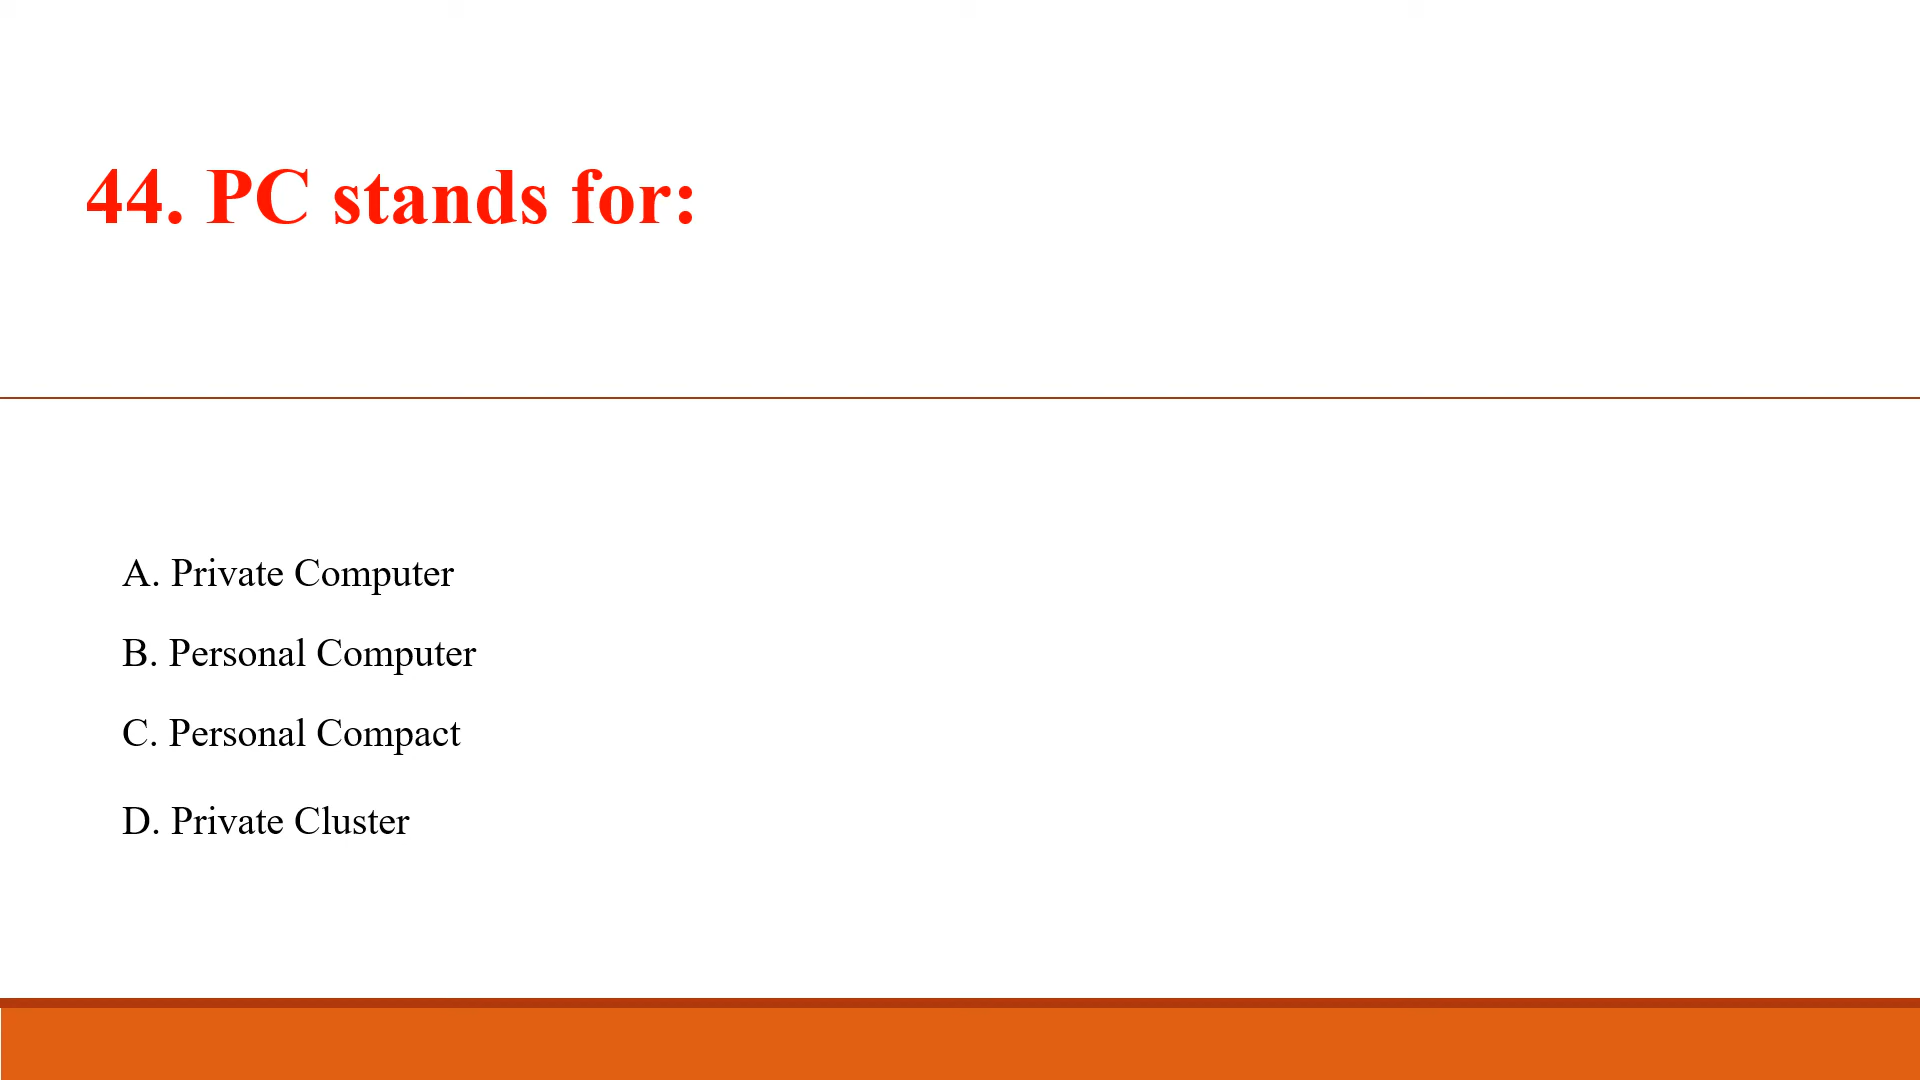 44. PC stands for:
A. Private Computer
B. Personal Computer
C. Personal Compact
D. Private Cluster